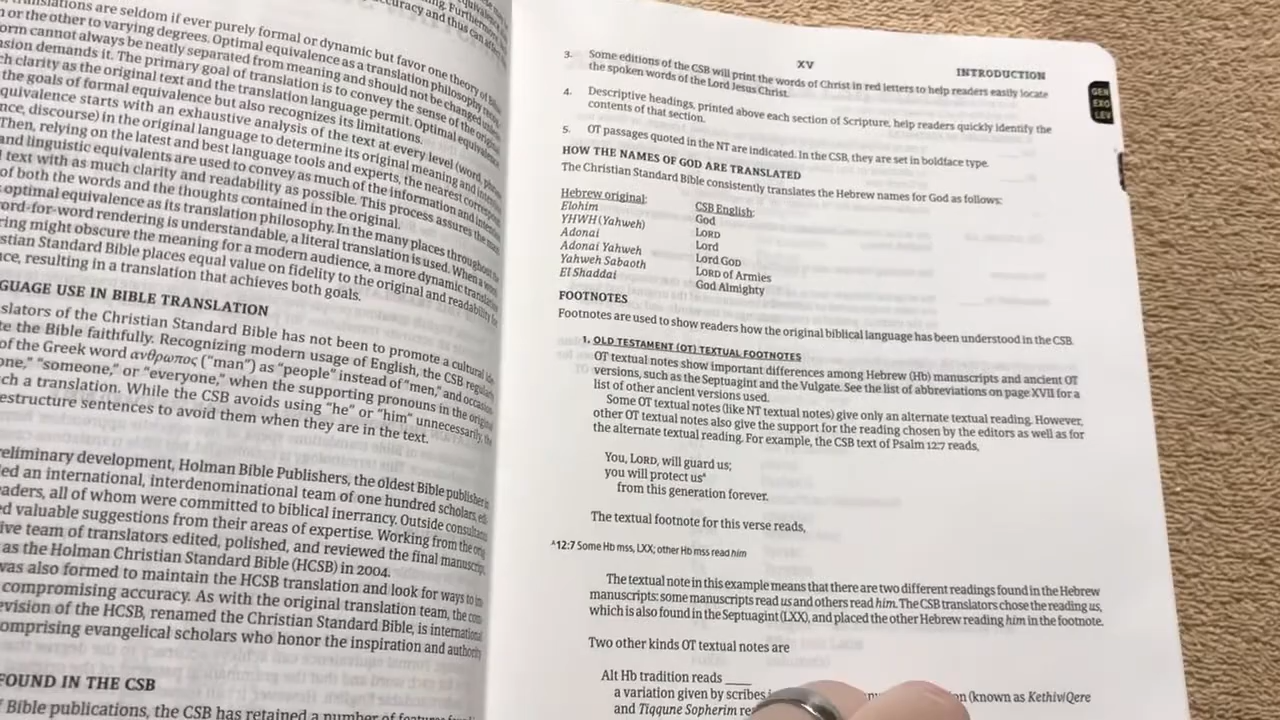 anslations are seldom if ever purely formal or dynamic but favor one theory of
n or the other to varying degrees. Optimal equivalence as a translation philosophy
orm cannot always be neatly separated from meaning and should not be changed
demands it. The primary goal of translation is to convey the sense of the original
ch clarity as the original text and the translation language permit. Optimal equivalence
the goals of formal equivalence but also recognizes its limitations.
quivalence starts with an exhaustive analysis of the text at every level (word,
nce, discourse) in the original language to determine its original meaning and
Then, relying on the latest and best language tools and experts, the nearest
and linguistic equivalents are used to convey as much of the information and
text with as much clarity and readability as possible. This process assures the
of both the words and the thoughts contained in the original.
optimal equivalence as its translation philosophy. In the many places throughout the
ord-for-word rendering is understandable, a literal translation is used. When a
ring might obscure the meaning for a modern audience, a more dynamic
stian Standard Bible places equal value on fidelity to the original and readability for
nce, resulting in a translation that achieves both goals.
GUAGE USE IN BIBLE TRANSLATION
slators of the Christian Standard Bible has not been to promote a cultural
te the Bible faithfully. Recognizing modern usage of English, the CSB
of the Greek word ανθρωπος (“man”) as “people” instead of “men,” and
one,” “someone,” or “everyone,” when the supporting pronouns in the original
ch a translation. While the CSB avoids using “he” or “him” unnecessarily, the
estructure sentences to avoid them when they are in the text.
reliminary development, Holman Bible Publishers, the oldest Bible publisher
ed an international, interdenominational team of one hundred scholars,
aders, all of whom were committed to biblical inerrancy. Outside
d valuable suggestions from their areas of expertise. Working from the
ive team of translators edited, polished, and reviewed the final manuscript,
as the Holman Christian Standard Bible (HCSB) in 2004.
was also formed to maintain the HCSB translation and look for ways to
compromising accuracy. As with the original translation team, the
evision of the HCSB, renamed the Christian Standard Bible, is international
omprising evangelical scholars who honor the inspiration and authority
FOUND IN THE CSB
Bible publications, the CSB has retained a number of
XV INTRODUCTION
3. Some editions of the CSB will print the words of Christ in red letters to help readers easily locate
the spoken words of the Lord Jesus Christ.
4. Descriptive headings, printed above each section of Scripture, help readers quickly identify the
contents of that section.
5. OT passages quoted in the NT are indicated. In the CSB, they are set in boldface type.
HOW THE NAMES OF GOD ARE TRANSLATED
The Christian Standard Bible consistently translates the Hebrew names for God as follows:
Hebrew original: CSB English:
Elohim God
YHWH (Yahweh) LORD
Adonai Lord
Adonai Yahweh Lord GOD
Yahweh Sabaoth LORD of Armies
El Shaddai God Almighty
FOOTNOTES
Footnotes are used to show readers how the original biblical language has been understood in the CSB.
1. OLD TESTAMENT (OT) TEXTUAL FOOTNOTES
OT textual notes show important differences among Hebrew (Hb) manuscripts and ancient OT
versions, such as the Septuagint and the Vulgate. See the list of abbreviations on page XVII for a
list of other ancient versions used.
Some OT textual notes (like NT textual notes) give only an alternate textual reading. However,
other OT textual notes also give the support for the reading chosen by the editors as well as for
the alternate textual reading. For example, the CSB text of Psalm 12:7 reads,
You, LORD, will guard us;
you will protect usᴬ
from this generation forever.
The textual footnote for this verse reads,
ᴬ12:7 Some Hb mss, LXX; other Hb mss read him
The textual note in this example means that there are two different readings found in the Hebrew
manuscripts: some manuscripts read us and others read him. The CSB translators chose the reading us,
which is also found in the Septuagint (LXX), and placed the other Hebrew reading him in the footnote.
Two other kinds OT textual notes are
Alt Hb tradition reads ____
a variation given by scribes (known as Kethiv/Qere
and Tiqqune Sopherim
GEN
EXO
LEV